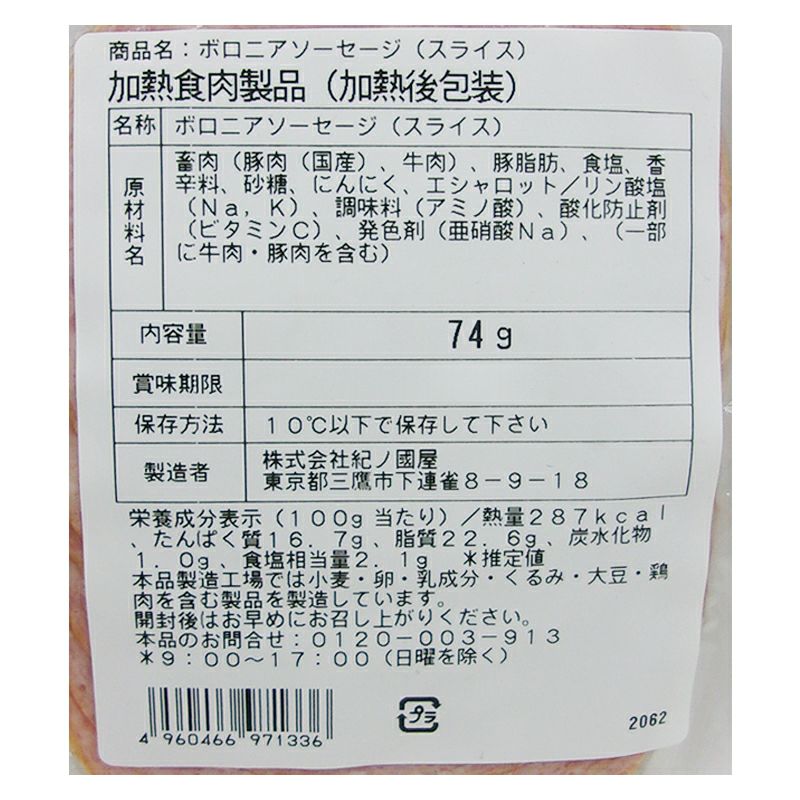 商品名：ボロニアソーセージ（スライス）
加熱食肉製品（加熱後包装）
名称 ボロニアソーセージ（スライス）
原材料名
畜肉（豚肉（国産）、牛肉）、豚脂肪、食塩、香
辛料、砂糖、にんにく、エシャロット／リン酸塩
（Na，K）、調味料（アミノ酸）、酸化防止剤
（ビタミンC）、発色剤（亜硝酸Na）、（一部
に牛肉・豚肉を含む）
内容量 74g
賞味期限
保存方法 10℃以下で保存して下さい
製造者 株式会社紀ノ國屋
東京都三鷹市下連雀8－9－18
栄養成分表示（100g当たり）／熱量287kcal
、たんぱく質16．7g、脂質22．6g、炭水化物
1．0g、食塩相当量2．1g ＊推定値
本品製造工場では小麦・卵・乳成分・くるみ・大豆・鶏
肉を含む製品を製造しています。
開封後はお早めにお召し上がりください。
本品のお問合せ：0120－003－913
＊9：00～17：00（日曜を除く）
プラ
4 960466 971336
2062